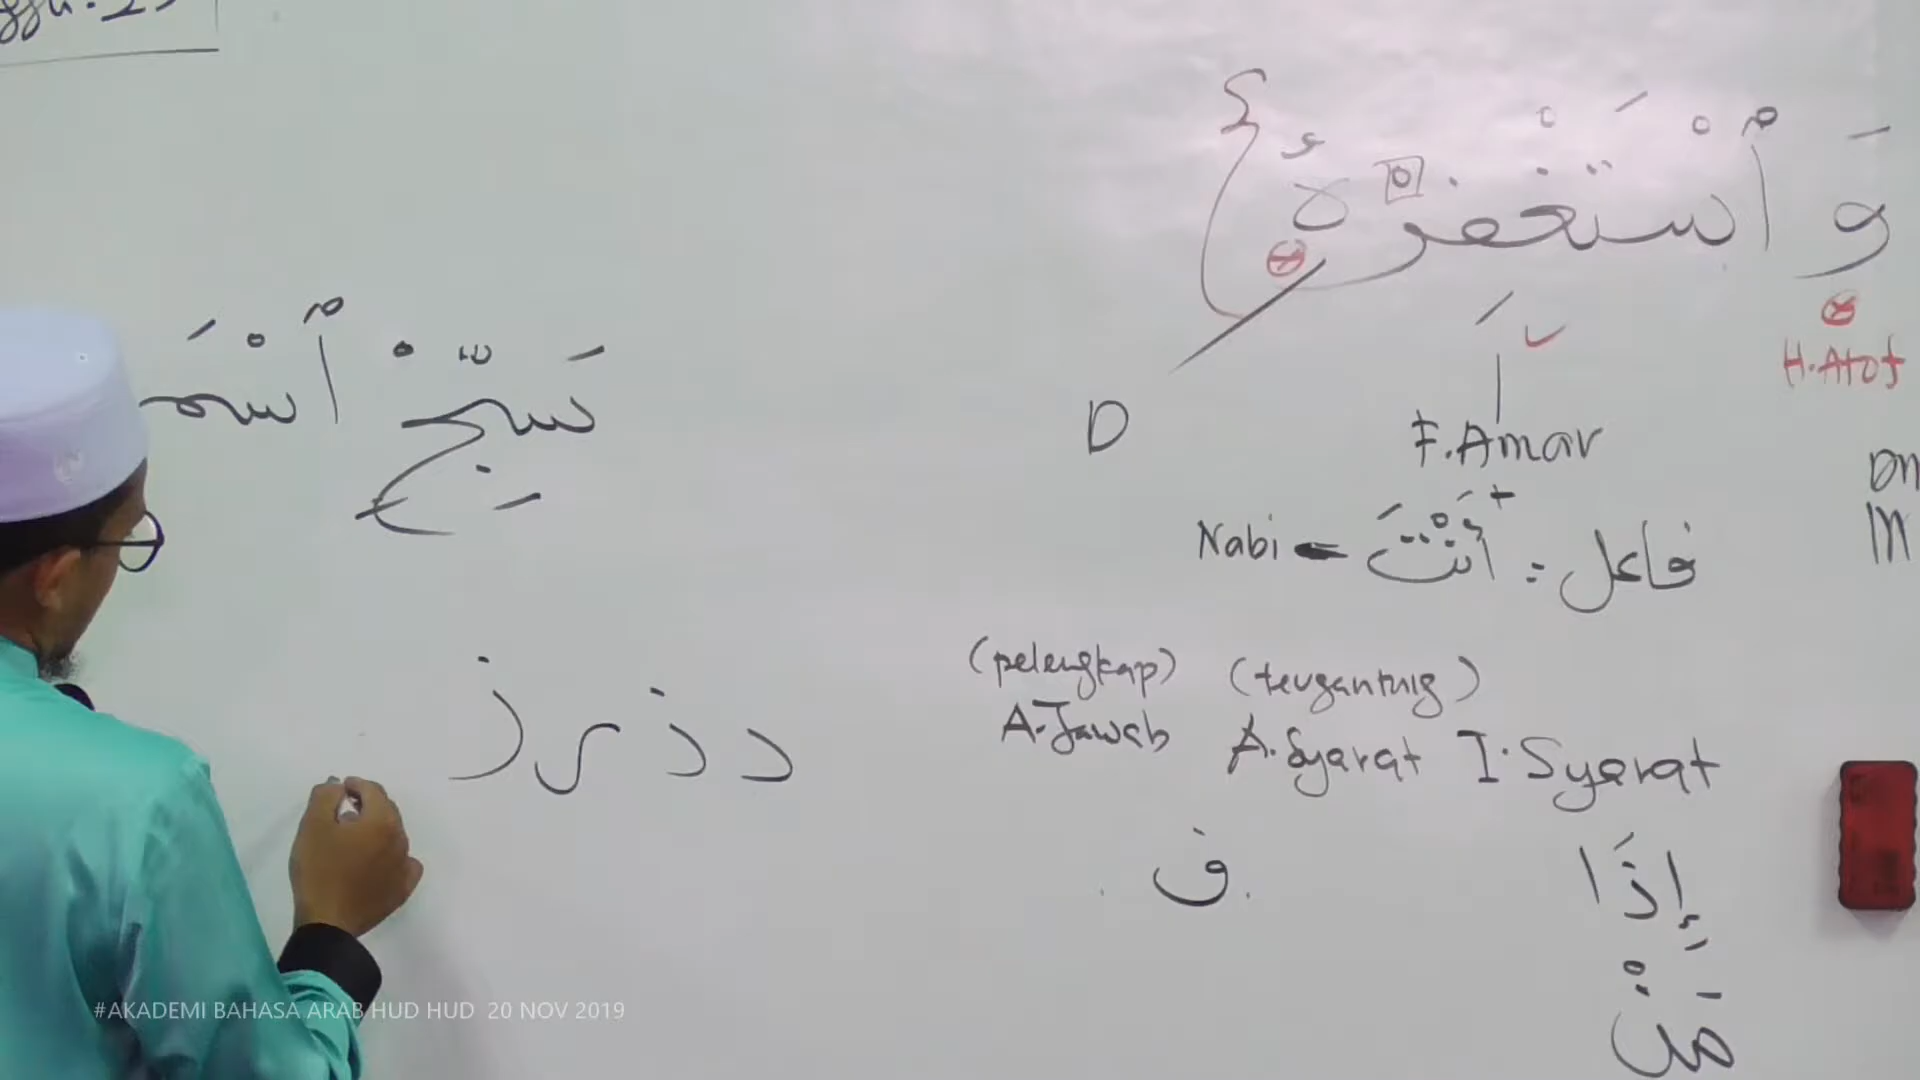 وَ ٱسْتَغْفِرْهُ
H.Atof
F.Amar
فاعل : أَنْتَ - Nabi
D
سَبِّحْ ٱسْمَ
(pelengkap) (tergantung)
A.Jawab A.Syarat I.Syarat
د ذ ر ز
ف
إِذَا
مَنْ
#AKADEMI BAHASA ARAB HUD HUD 20 NOV 2019